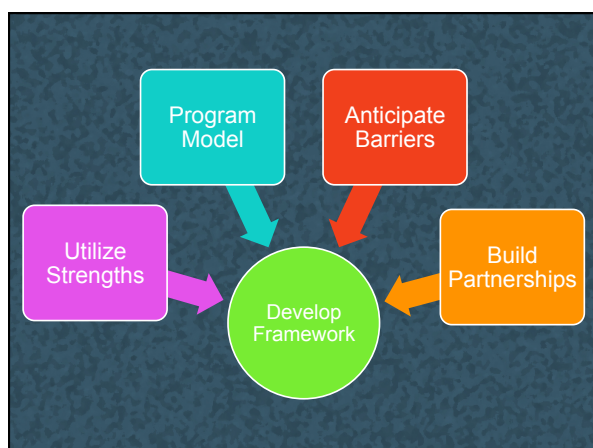 Program
Model
Anticipate
Barriers
Utilize
Strengths
Build
Partnerships
Develop
Framework